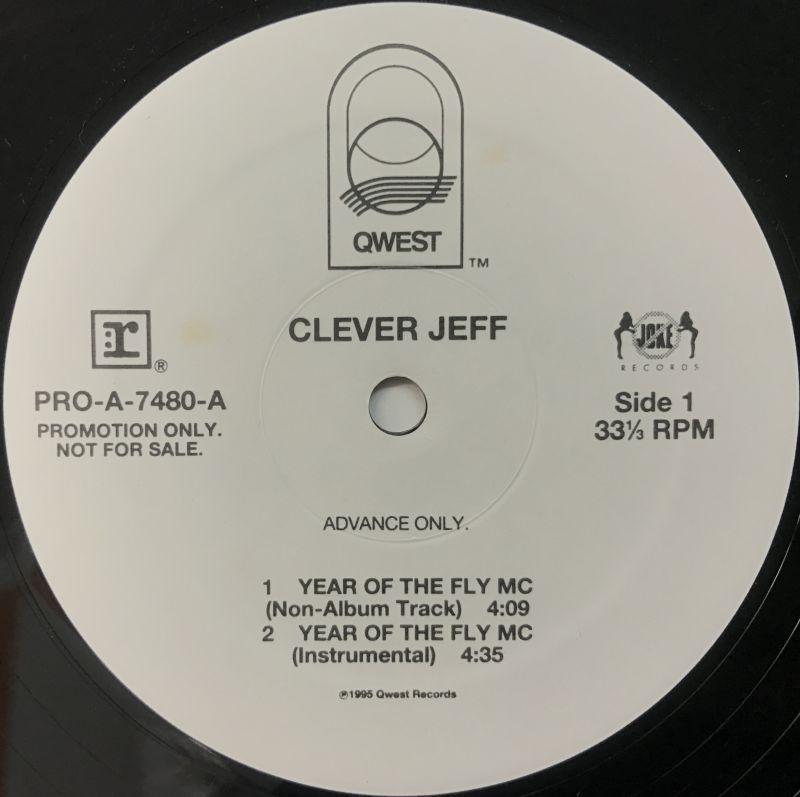 QWEST
TM
CLEVER JEFF
r
®
JOKE
RECORDS
PRO-A-7480-A
PROMOTION ONLY.
NOT FOR SALE.
Side 1
33⅓ RPM
ADVANCE ONLY.
1 YEAR OF THE FLY MC
(Non-Album Track) 4:09
2 YEAR OF THE FLY MC
(Instrumental) 4:35
℗1995 Qwest Records